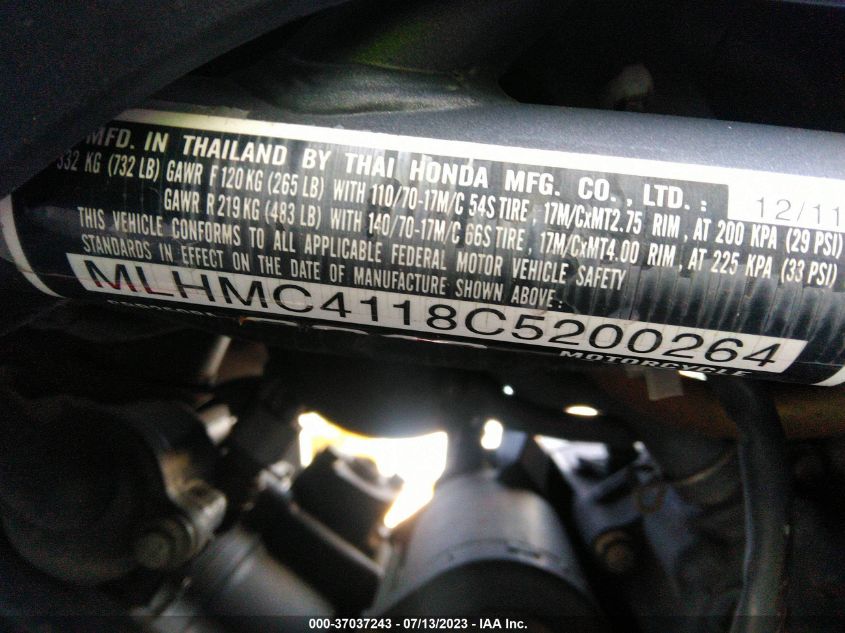 MFD. IN THAILAND BY THAI HONDA MFG. CO., LTD.: 12/11
332 KG (732 LB) GAWR F 120 KG (265 LB) WITH 110/70-17M/C 54S TIRE, 17M/CxMT2.75 RIM, AT 200 KPA (29 PSI)
GAWR R 219 KG (483 LB) WITH 140/70-17M/C 66S TIRE, 17M/CxMT4.00 RIM, AT 225 KPA (33 PSI)
THIS VEHICLE CONFORMS TO ALL APPLICABLE FEDERAL MOTOR VEHICLE SAFETY
STANDARDS IN EFFECT ON THE DATE OF MANUFACTURE SHOWN ABOVE:
MLHMC4118C5200264
MOTORCYCLE
000-37037243 - 07/13/2023 - IAA Inc.